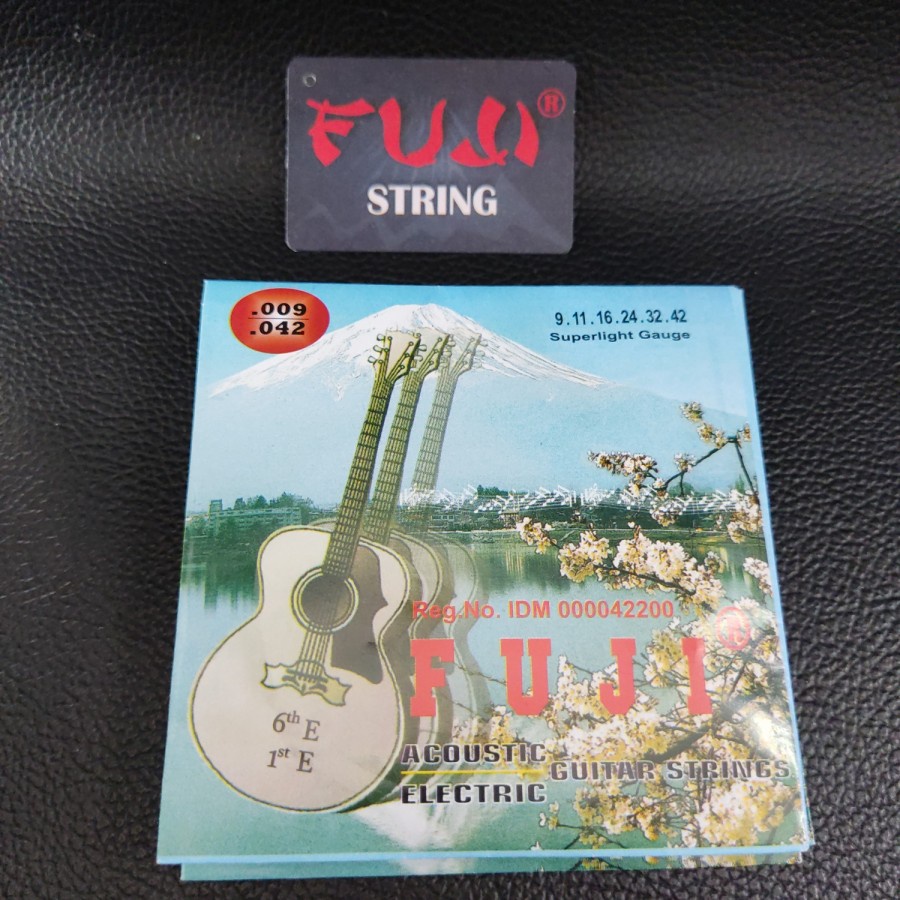 FUJI®
STRING
.009
.042
9.11.16.24.32.42
Superlight Gauge
Reg.No. IDM 000042200
FUJI®
6th E
1st E
ACOUSTIC
ELECTRIC
GUITAR STRINGS